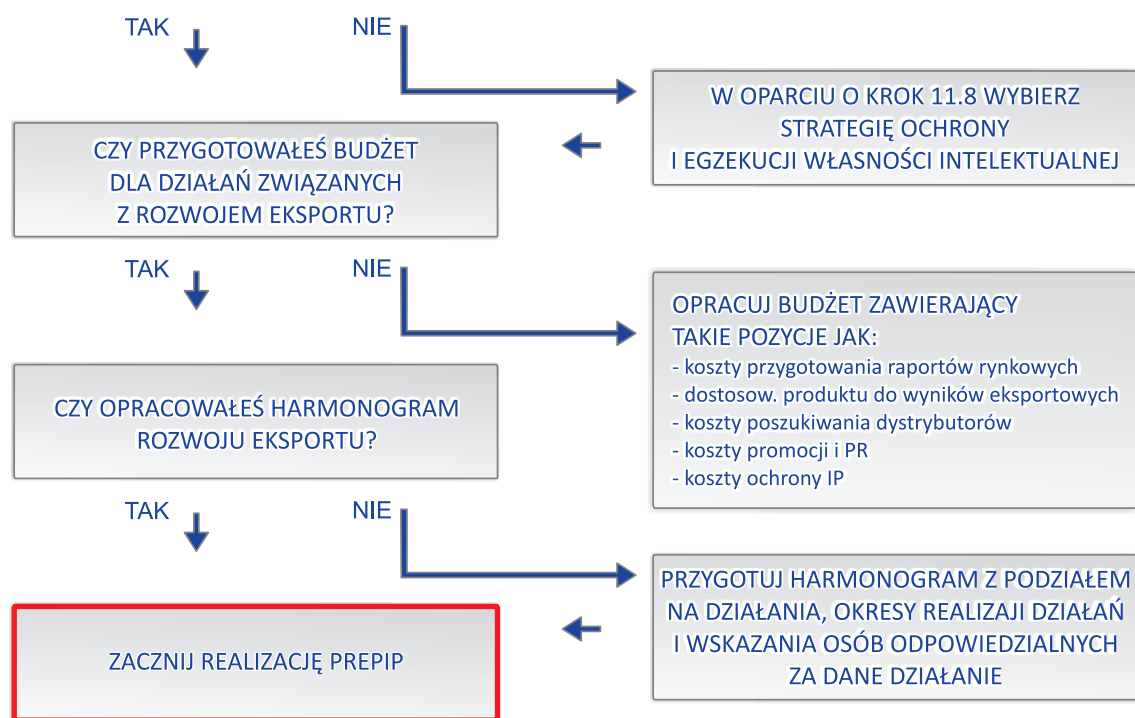 TAK
NIE
W OPARCIU O KROK 11.8 WYBIERZ
STRATEGIĘ OCHRONY
I EGZEKUCJI WŁASNOŚCI INTELEKTUALNEJ
CZY PRZYGOTOWAŁEŚ BUDŻET
DLA DZIAŁAŃ ZWIĄZANYCH
Z ROZWOJEM EKSPORTU?
TAK
NIE
OPRACUJ BUDŻET ZAWIERAJĄCY
TAKIE POZYCJE JAK:
- koszty przygotowania raportów rynkowych
- dostosow. produktu do wyników eksportowych
- koszty poszukiwania dystrybutorów
- koszty promocji i PR
- koszty ochrony IP
CZY OPRACOWAŁEŚ HARMONOGRAM
ROZWOJU EKSPORTU?
TAK
NIE
PRZYGOTUJ HARMONOGRAM Z PODZIAŁEM
NA DZIAŁANIA, OKRESY REALIZAJI DZIAŁAŃ
I WSKAZANIA OSÓB ODPOWIEDZIALNYCH
ZA DANE DZIAŁANIE
ZACZNIJ REALIZACJĘ PREPIP